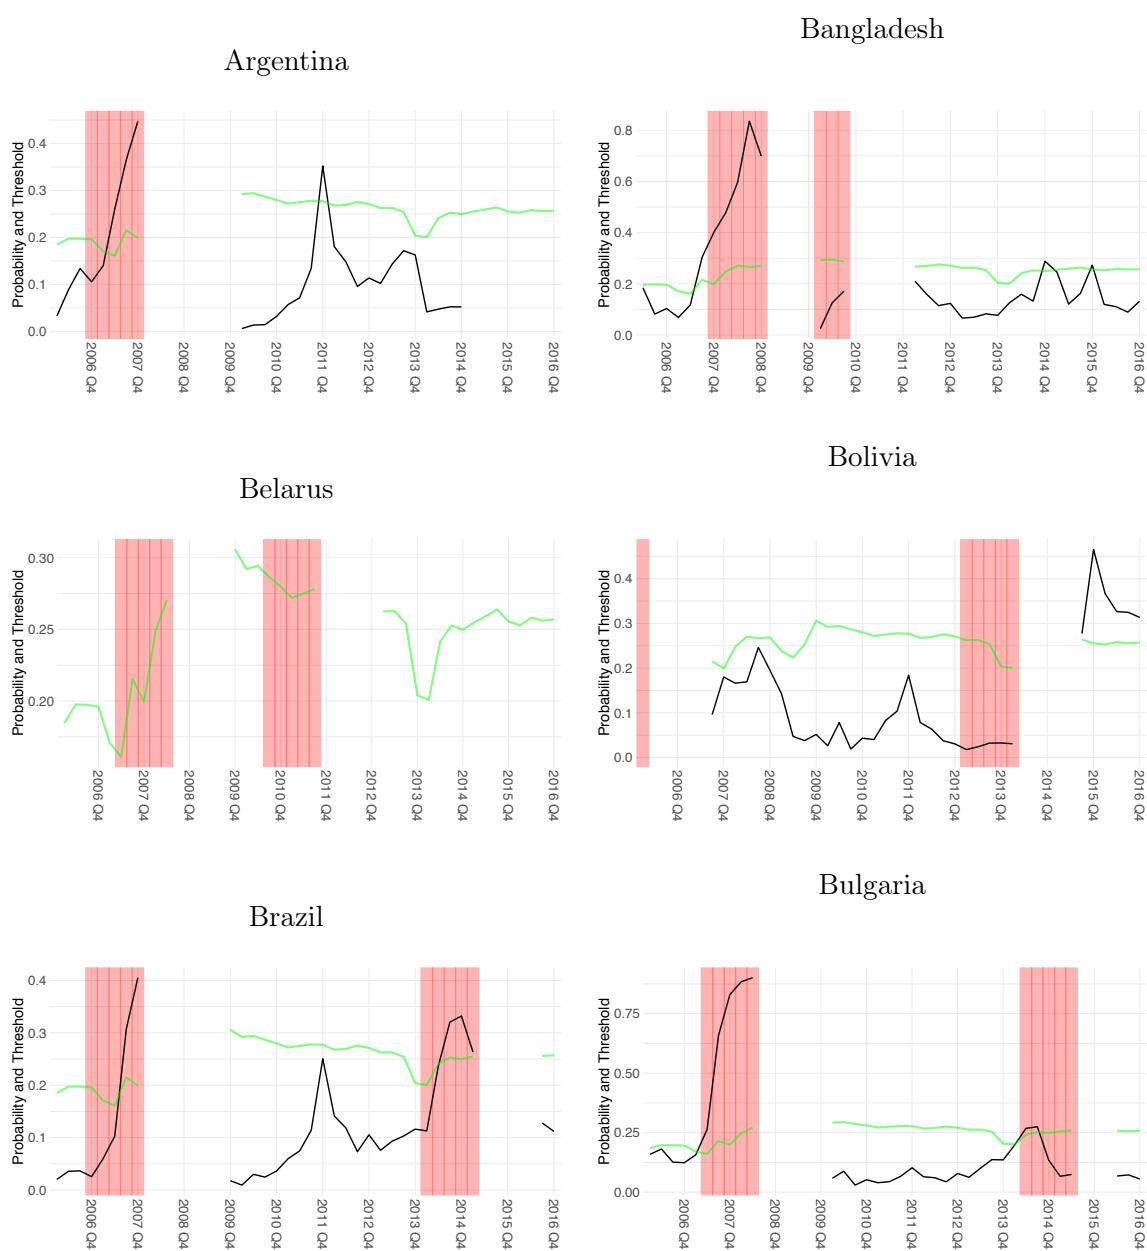 Argentina
Probability and Threshold
0.4
0.3
0.2
0.1
0.0
2006 Q4
2007 Q4
2008 Q4
2009 Q4
2010 Q4
2011 Q4
2012 Q4
2013 Q4
2014 Q4
2015 Q4
2016 Q4
Bangladesh
Probability and Threshold
0.8
0.6
0.4
0.2
0.0
2006 Q4
2007 Q4
2008 Q4
2009 Q4
2010 Q4
2011 Q4
2012 Q4
2013 Q4
2014 Q4
2015 Q4
2016 Q4
Belarus
Probability and Threshold
0.30
0.25
0.20
2006 Q4
2007 Q4
2008 Q4
2009 Q4
2010 Q4
2011 Q4
2012 Q4
2013 Q4
2014 Q4
2015 Q4
2016 Q4
Bolivia
Probability and Threshold
0.4
0.3
0.2
0.1
0.0
2006 Q4
2007 Q4
2008 Q4
2009 Q4
2010 Q4
2011 Q4
2012 Q4
2013 Q4
2014 Q4
2015 Q4
2016 Q4
Brazil
Probability and Threshold
0.4
0.3
0.2
0.1
0.0
2006 Q4
2007 Q4
2008 Q4
2009 Q4
2010 Q4
2011 Q4
2012 Q4
2013 Q4
2014 Q4
2015 Q4
2016 Q4
Bulgaria
Probability and Threshold
0.75
0.50
0.25
0.00
2006 Q4
2007 Q4
2008 Q4
2009 Q4
2010 Q4
2011 Q4
2012 Q4
2013 Q4
2014 Q4
2015 Q4
2016 Q4